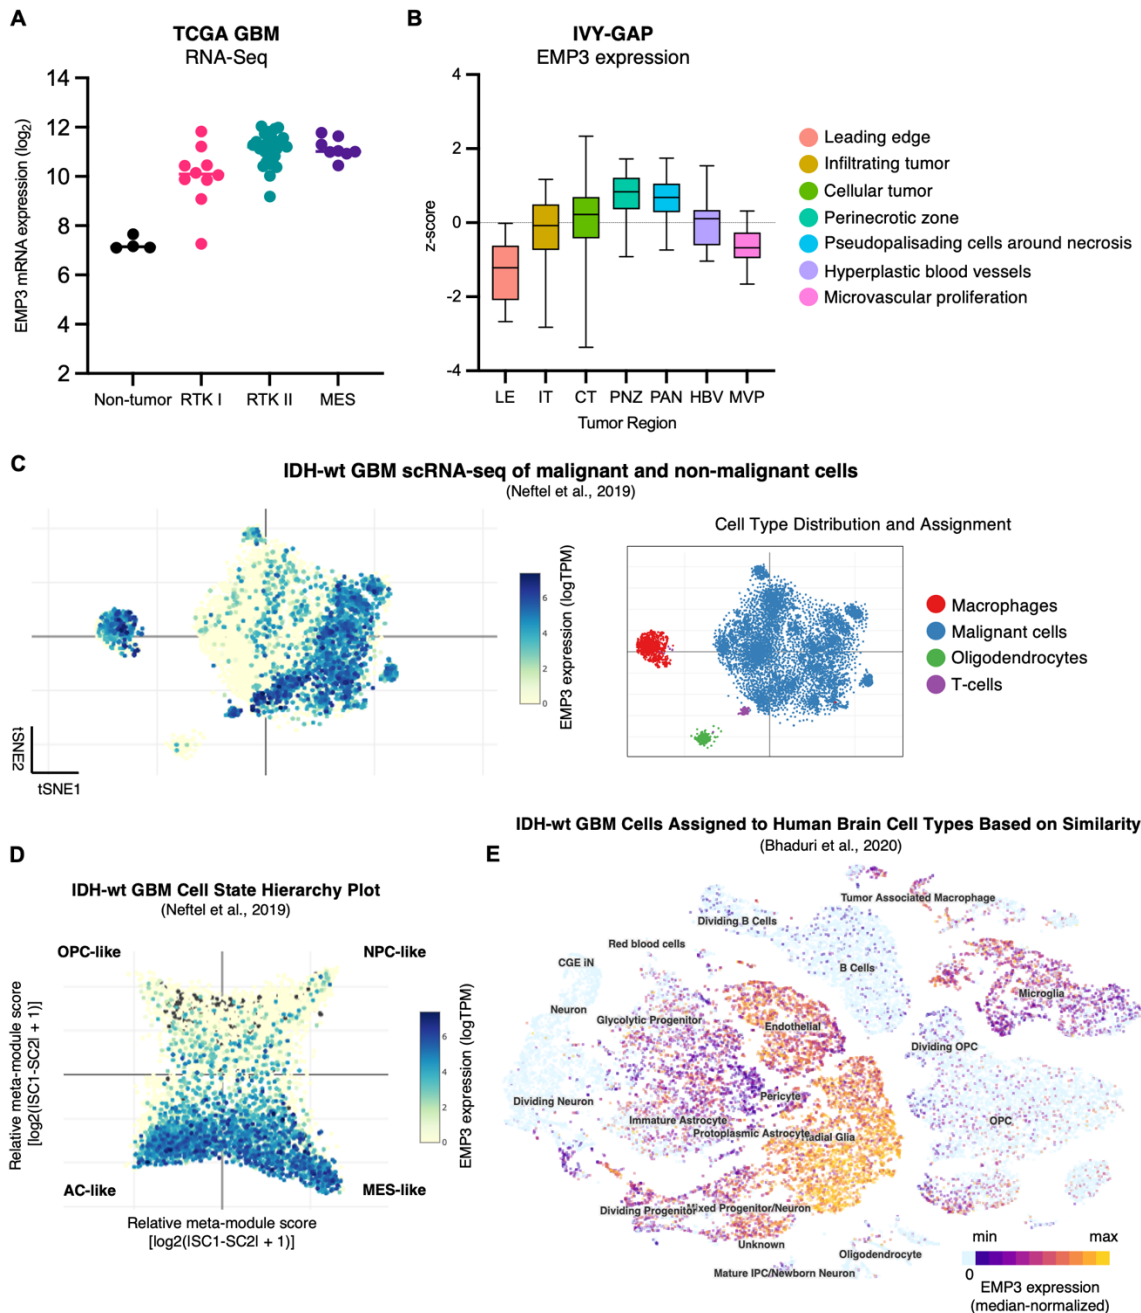 A
TCGA GBM
RNA-Seq
EMP3 mRNA expression (log2)
14
12
10
8
6
4
2
Non-tumor
RTK I
RTK II
MES
B
IVY-GAP
EMP3 expression
z-score
4
2
0
-2
-4
LE
IT
CT
PNZ
PAN
HBV
MVP
Tumor Region
Leading edge
Infiltrating tumor
Cellular tumor
Perinecrotic zone
Pseudopalisading cells around necrosis
Hyperplastic blood vessels
Microvascular proliferation
C
IDH-wt GBM scRNA-seq of malignant and non-malignant cells
(Neftel et al., 2019)
tSNE2
tSNE1
6
4
2
0
EMP3 expression (logTPM)
Cell Type Distribution and Assignment
Macrophages
Malignant cells
Oligodendrocytes
T-cells
D
IDH-wt GBM Cell State Hierarchy Plot
(Neftel et al., 2019)
OPC-like
NPC-like
AC-like
MES-like
Relative meta-module score
[log2(ISC1-SC2I + 1)]
Relative meta-module score
[log2(ISC1-SC2I + 1)]
6
4
2
0
EMP3 expression (logTPM)
IDH-wt GBM Cells Assigned to Human Brain Cell Types Based on Similarity
E
(Bhaduri et al., 2020)
Tumor Associated Macrophage
Dividing B Cells
Red blood cells
CGE iN
B Cells
Microglia
Neuron
Glycolytic Progenitor
Endothelial
Dividing OPC
Dividing Neuron
Pericyte
Immature Astrocyte
OPC
Protoplasmic Astrocyte
adial Glia
Dividing Progenitor
Mixed Progenitor/Neuron
Unknown
Oligodendrocyte
Mature IPC/Newborn Neuron
min
max
0
EMP3 expression
(median-normalized)